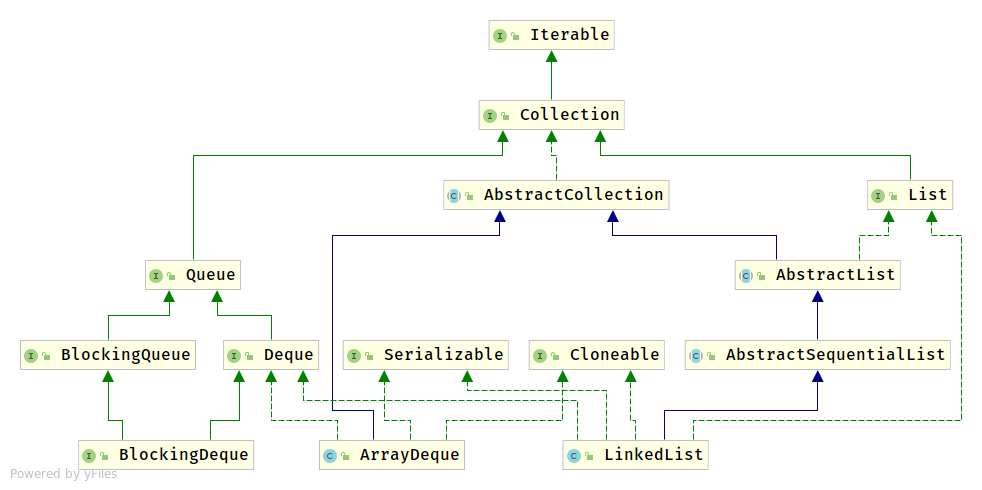 Iterable
Collection
AbstractCollection
List
Queue
AbstractList
BlockingQueue
Deque
Serializable
Cloneable
AbstractSequentialList
BlockingDeque
ArrayDeque
LinkedList
Powered by yFiles